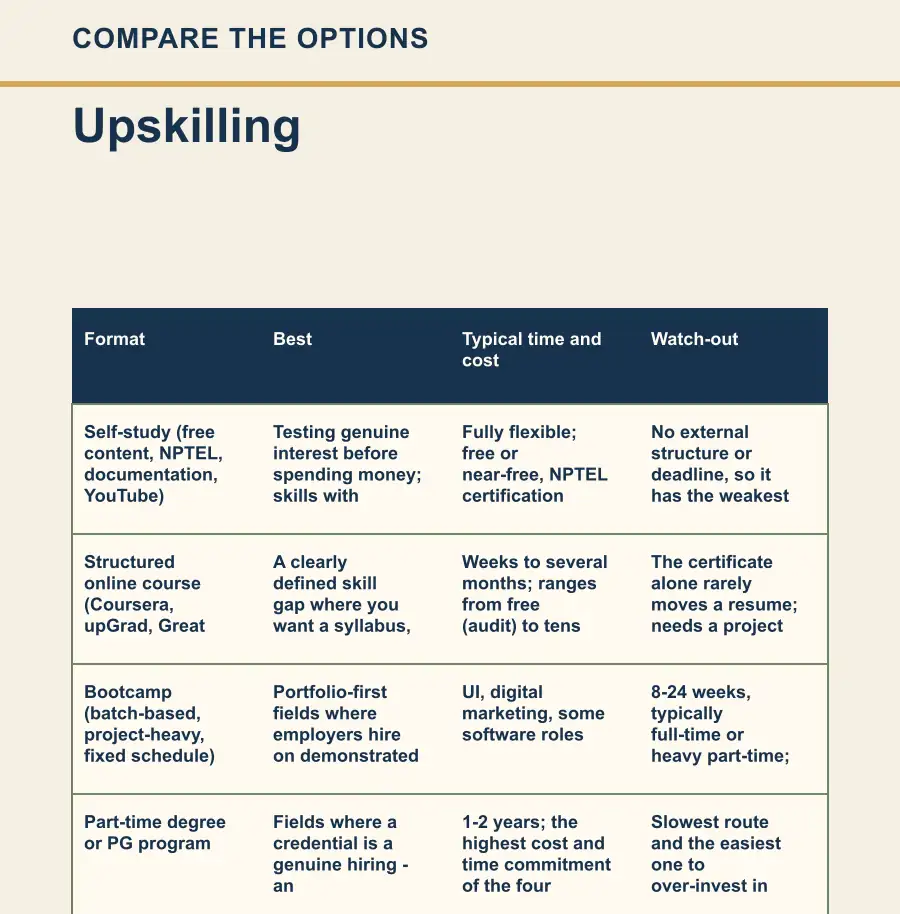 COMPARE THE OPTIONS
Upskilling
Format
Best
Typical time and
cost
Watch-out
Self-study (free
content, NPTEL,
documentation,
YouTube)
Testing genuine
interest before
spending money;
skills with
Fully flexible;
free or
near-free, NPTEL
certification
No external
structure or
deadline, so it
has the weakest
Structured
online course
(Coursera,
upGrad, Great
A clearly
defined skill
gap where you
want a syllabus,
Weeks to several
months; ranges
from free
(audit) to tens
The certificate
alone rarely
moves a resume;
needs a project
Bootcamp
(batch-based,
project-heavy,
fixed schedule)
Portfolio-first
fields where
employers hire
on demonstrated
UI, digital
marketing, some
software roles
8-24 weeks,
typically
full-time or
heavy part-time;
Part-time degree
or PG program
Fields where a
credential is a
genuine hiring -
an
1-2 years; the
highest cost and
time commitment
of the four
Slowest route
and the easiest
one to
over-invest in